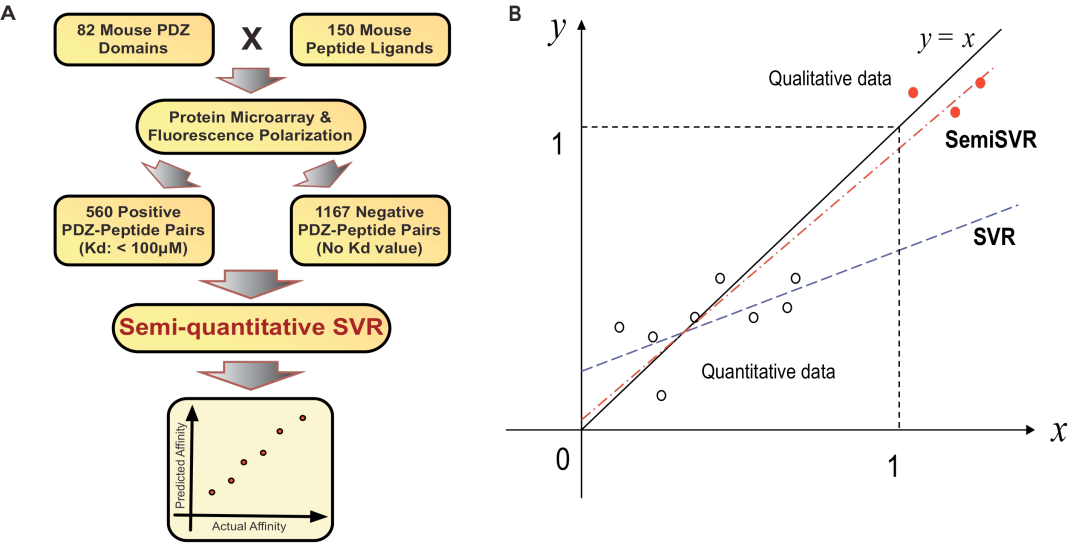 A
82 Mouse PDZ
Domains
X
150 Mouse
Peptide Ligands
Protein Microarray &
Fluorescence Polarization
560 Positive
PDZ-Peptide Pairs
(Kd: < 100μM)
1167 Negative
PDZ-Peptide Pairs
(No Kd value)
Semi-quantitative SVR
Predicted Affinity
Actual Affinity
B
y
y = x
Qualitative data
1
SemiSVR
SVR
Quantitative data
0
1
x